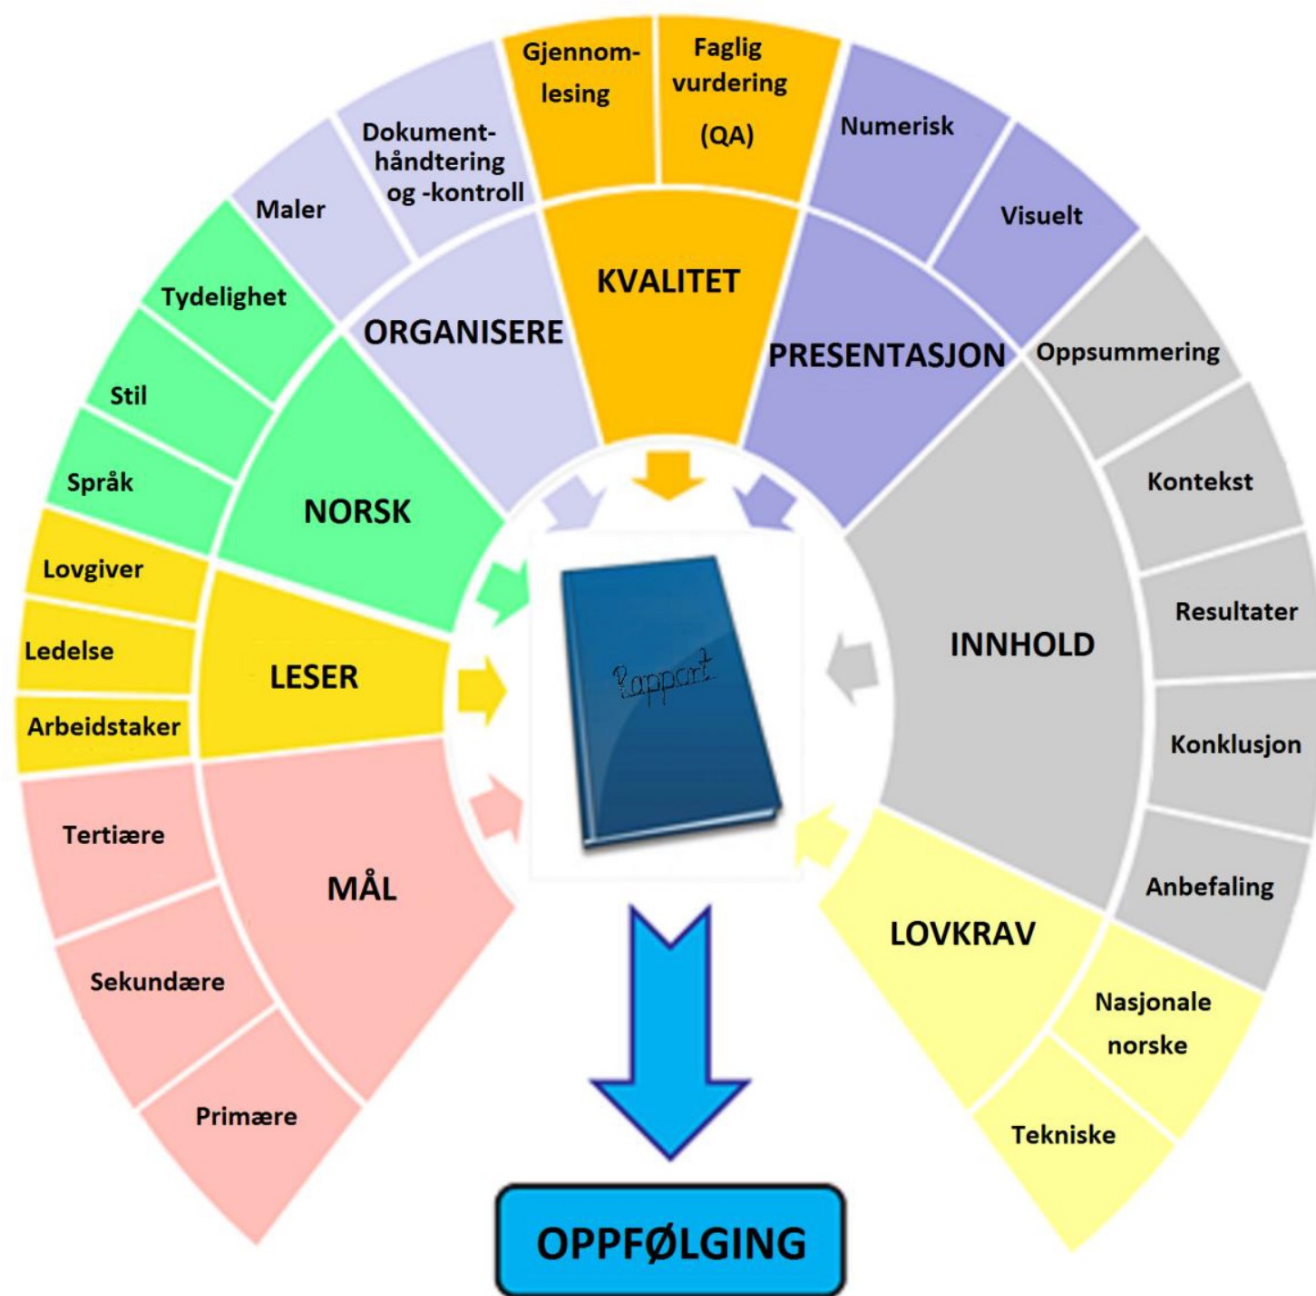 Gjennom-
lesing
Faglig
vurdering
(QA)
Dokument-
håndtering
og -kontroll
Numerisk
Maler
Visuelt
KVALITET
Tydelighet
ORGANISERE
PRESENTASJON
Oppsummering
Stil
Språk
NORSK
Kontekst
Lovgiver
Resultater
Ledelse
LESER
INNHOLD
Rapport
Arbeidstaker
Konklusjon
Tertiære
MÅL
Anbefaling
LOVKRAV
Sekundære
Nasjonale
norske
Primære
Tekniske
OPPFØLGING